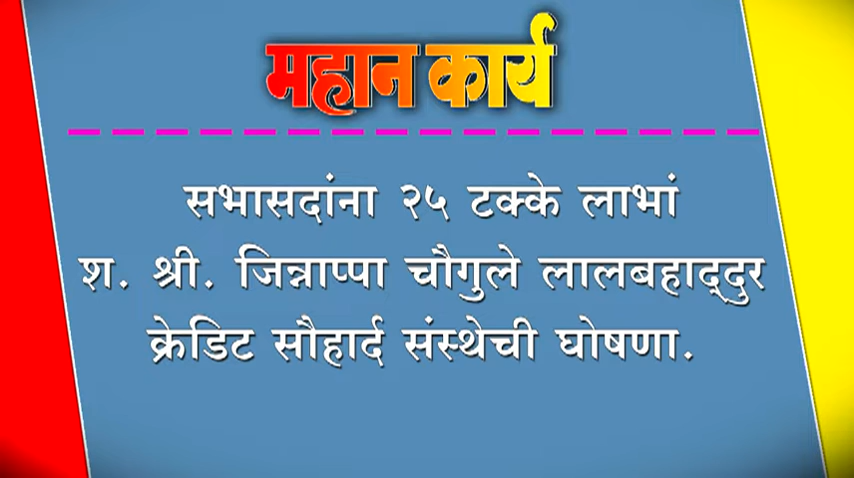 महान कार्य
सभासदांना २५ टक्के लाभां
श. श्री. जिन्नाप्पा चौगुले लालबहाद्‌दुर
क्रेडिट सौहार्द संस्थेची घोषणा.